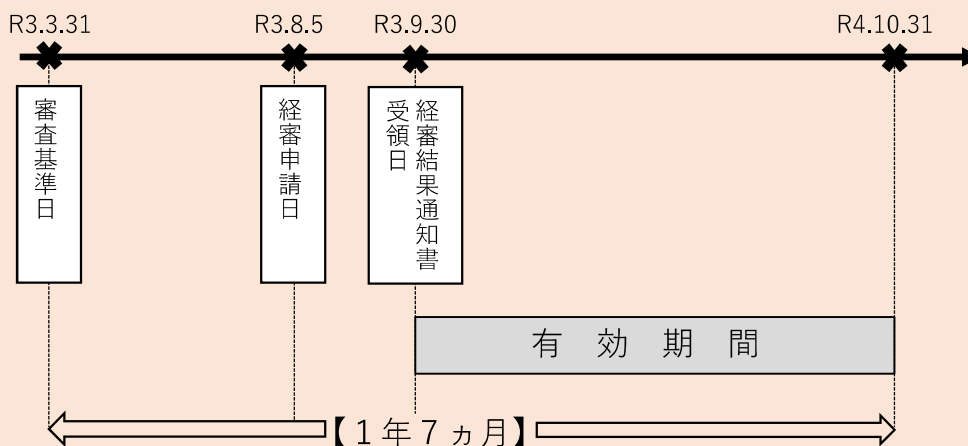 R3.3.31
R3.8.5
R3.9.30
R4.10.31
審査基準日
経審申請日
経審結果通知書
受領日
有効期間
【1年7ヵ月】